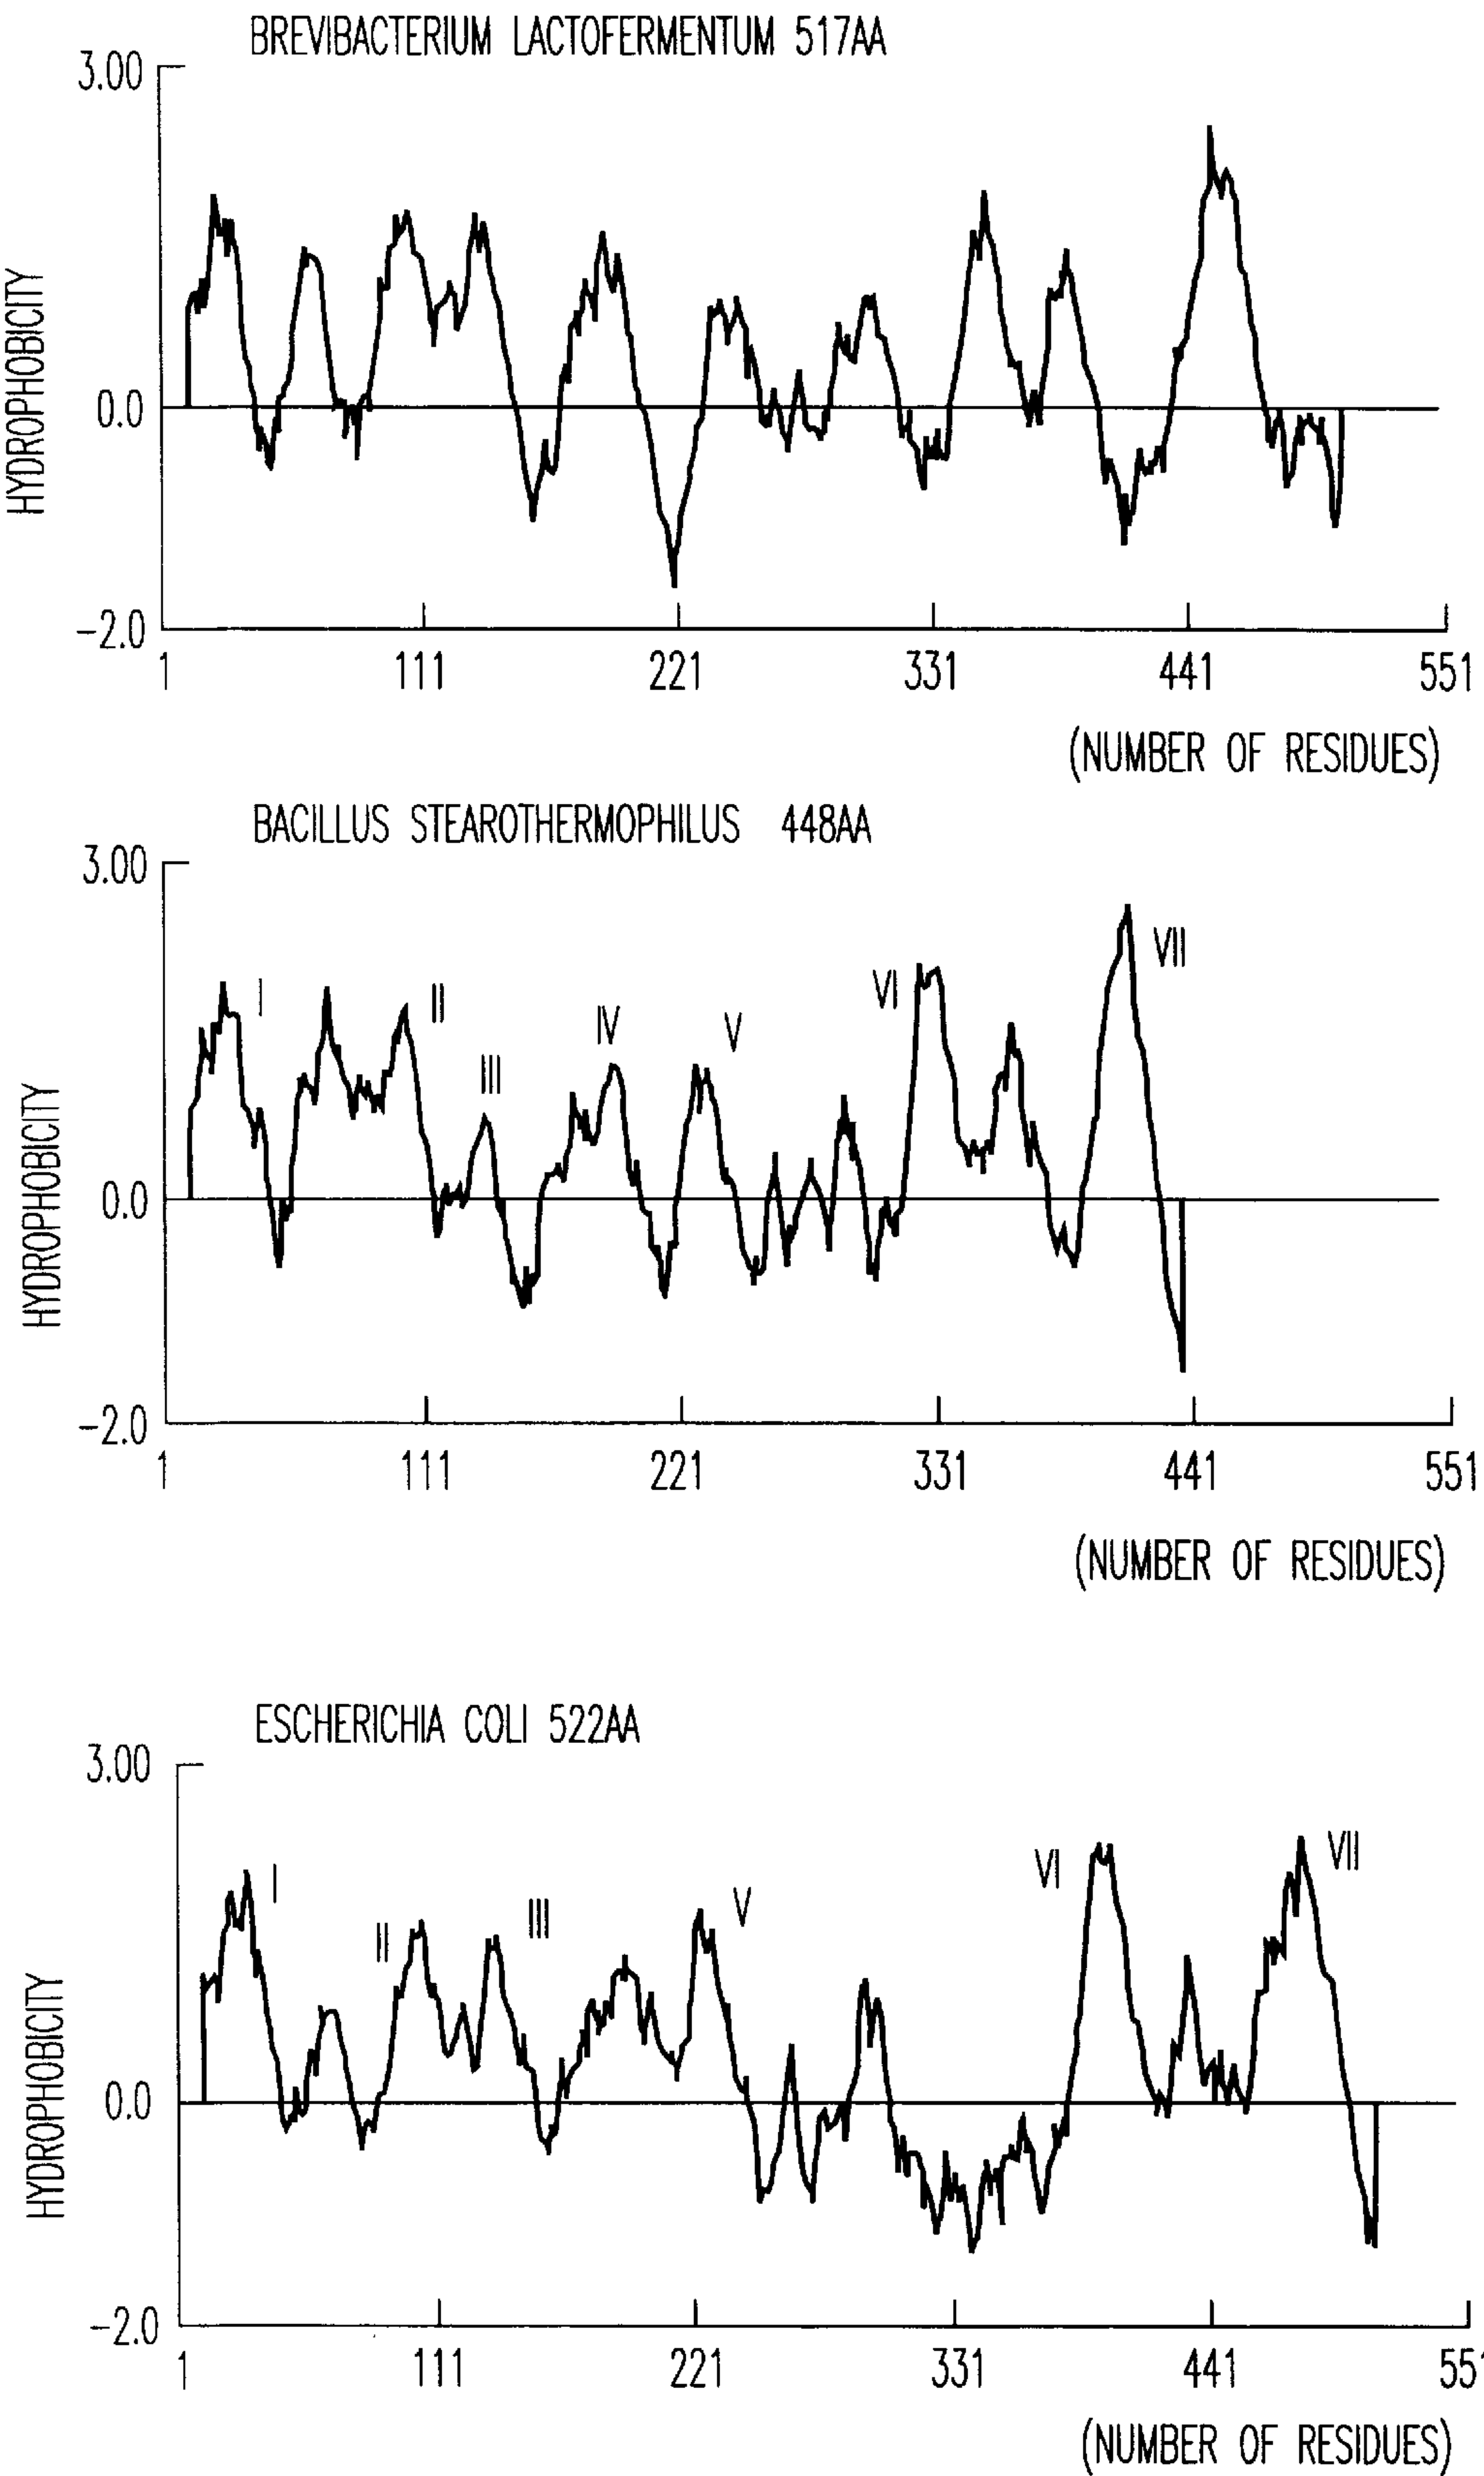 BREVIBACTERIUM LACTOFERMENTUM 517AA
3.00
HYDROPHOBICITY
0.0
-2.0
1 111 221 331 441 551
(NUMBER OF RESIDUES)
BACILLUS STEAROTHERMOPHILUS 448AA
3.00
VII
VI
I
II
IV
V
III
HYDROPHOBICITY
0.0
-2.0
1 111 221 331 441 551
(NUMBER OF RESIDUES)
ESCHERICHIA COLI 522AA
3.00
VII
VI
I
V
III
II
HYDROPHOBICITY
0.0
-2.0
1 111 221 331 441 551
(NUMBER OF RESIDUES)